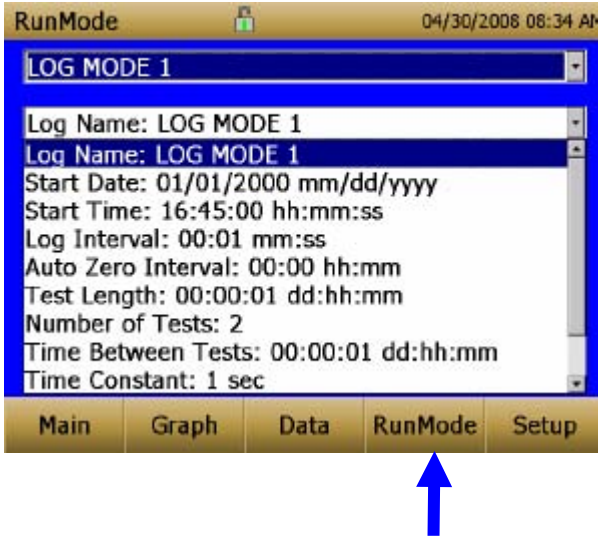 RunMode 04/30/2008 08:34 AM
LOG MODE 1
Log Name: LOG MODE 1
Log Name: LOG MODE 1
Start Date: 01/01/2000 mm/dd/yyyy
Start Time: 16:45:00 hh:mm:ss
Log Interval: 00:01 mm:ss
Auto Zero Interval: 00:00 hh:mm
Test Length: 00:00:01 dd:hh:mm
Number of Tests: 2
Time Between Tests: 00:00:01 dd:hh:mm
Time Constant: 1 sec
Main Graph Data RunMode Setup